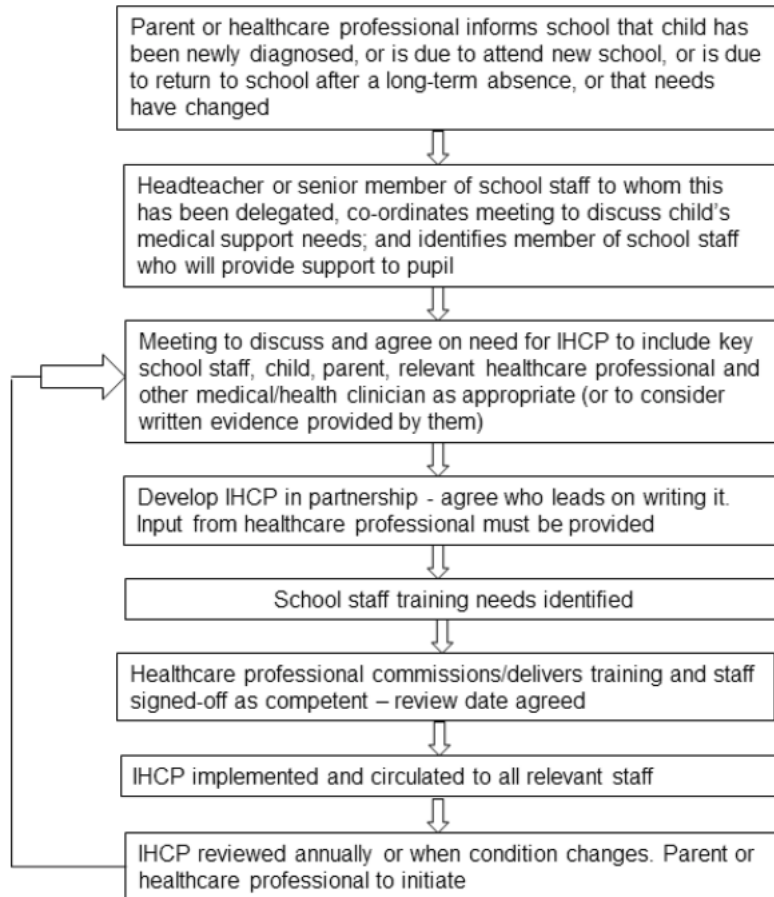 Parent or healthcare professional informs school that child has
been newly diagnosed, or is due to attend new school, or is due
to return to school after a long-term absence, or that needs
have changed
Headteacher or senior member of school staff to whom this
has been delegated, co-ordinates meeting to discuss child's
medical support needs; and identifies member of school staff
who will provide support to pupil
Meeting to discuss and agree on need for IHCP to include key
school staff, child, parent, relevant healthcare professional and
other medical/health clinician as appropriate (or to consider
written evidence provided by them)
Develop IHCP in partnership - agree who leads on writing it.
Input from healthcare professional must be provided
School staff training needs identified
Healthcare professional commissions/delivers training and staff
signed-off as competent – review date agreed
IHCP implemented and circulated to all relevant staff
IHCP reviewed annually or when condition changes. Parent or
healthcare professional to initiate